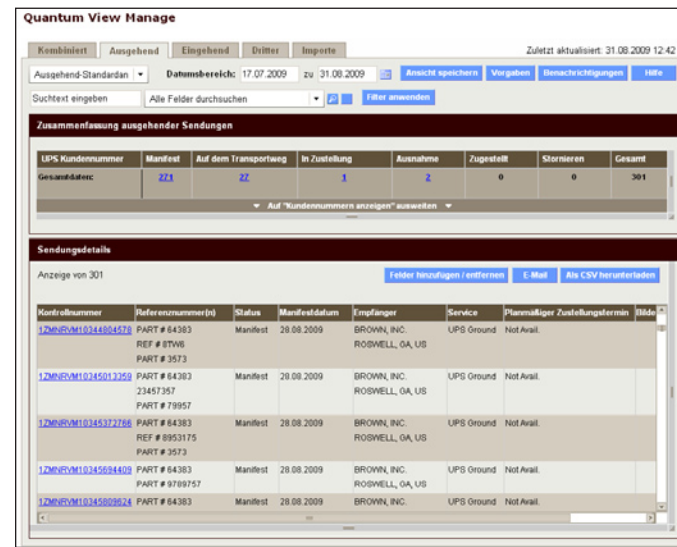 Quantum View Manage
Kombiniert Ausgehend Eingehend Dritter Importe Zuletzt aktualisiert: 31.08.2009 12:42
Ausgehend-Standardan Datumsbereich: 17.07.2009 zu 31.08.2009 Ansicht speichern Vorgaben Benachrichtigungen Hilfe
Suchtext eingeben Alle Felder durchsuchen Filter anwenden
Zusammenfassung ausgehender Sendungen
UPS Kundennummer Manifest Auf dem Transportweg In Zustellung Ausnahme Zugestellt Stornieren Gesamt
Gesamtdaten: 271 27 1 2 0 0 301
Auf "Kundennummern anzeigen" ausweiten
Sendungsdetails
Anzeige von 301 Felder hinzufügen / entfernen E-Mail Als CSV herunterladen
Kontrollnummer Referenznummer(n) Status Manifestdatum Empfänger Service Planmäßiger Zustellungstermin Bilde
1ZMNRVM10344804578 PART # 64383 Manifest 28.08.2009 BROWN, INC. UPS Ground Not Avail.
REF # 8TW6 ROSWELL, GA, US
PART # 3573
1ZMNRVM10345013359 PART # 64383 Manifest 28.08.2009 BROWN, INC. UPS Ground Not Avail.
23457357 ROSWELL, GA, US
PART # 79957
1ZMNRVM10345372766 PART # 64383 Manifest 28.08.2009 BROWN, INC. UPS Ground Not Avail.
REF # 8953175 ROSWELL, GA, US
PART # 3573
1ZMNRVM10345694409 PART # 64383 Manifest 28.08.2009 BROWN, INC. UPS Ground Not Avail.
PART # 9789757 ROSWELL, GA, US
1ZMNRVM10345809624 PART # 64383 Manifest 28.08.2009 BROWN, INC. UPS Ground Not Avail.